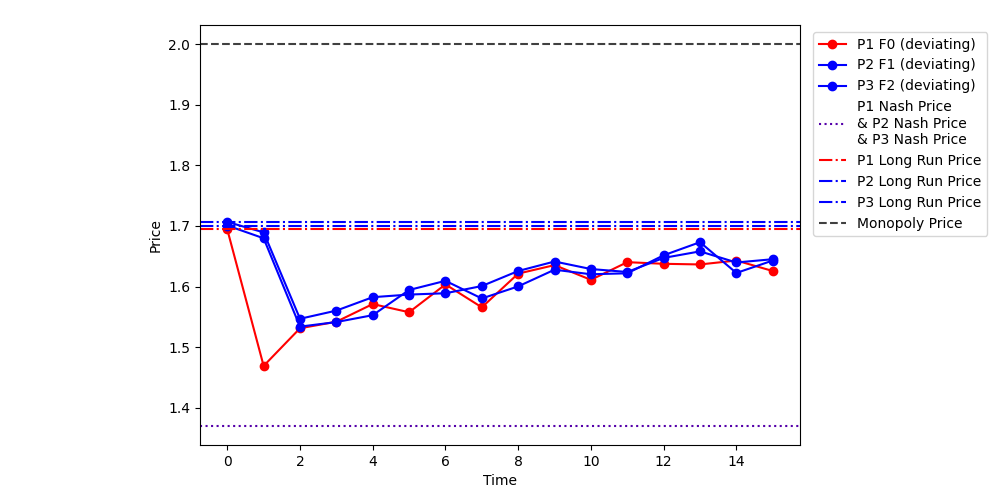 2.0
1.9
1.8
1.7
1.6
1.5
1.4
Price
0 2 4 6 8 10 12 14
Time
P1 F0 (deviating)
P2 F1 (deviating)
P3 F2 (deviating)
P1 Nash Price
& P2 Nash Price
& P3 Nash Price
P1 Long Run Price
P2 Long Run Price
P3 Long Run Price
Monopoly Price